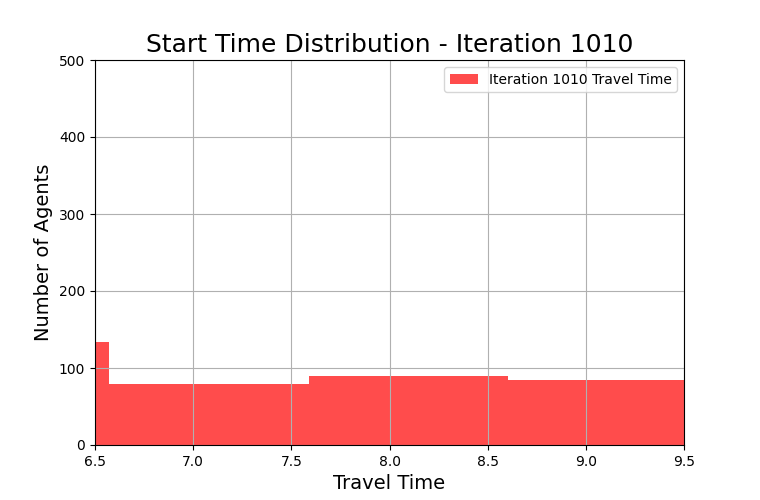 Start Time Distribution - Iteration 1010
500
400
300
200
100
0
Number of Agents
Iteration 1010 Travel Time
6.5 7.0 7.5 8.0 8.5 9.0 9.5
Travel Time